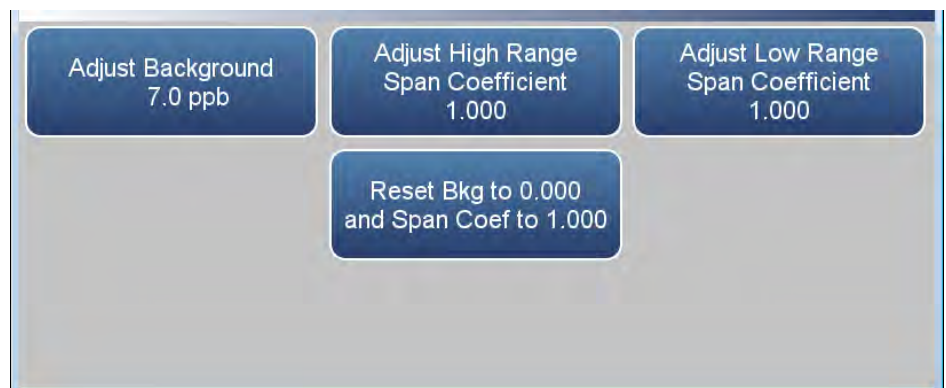 Adjust Background
7.0 ppb
Adjust High Range
Span Coefficient
1.000
Adjust Low Range
Span Coefficient
1.000
Reset Bkg to 0.000
and Span Coef to 1.000